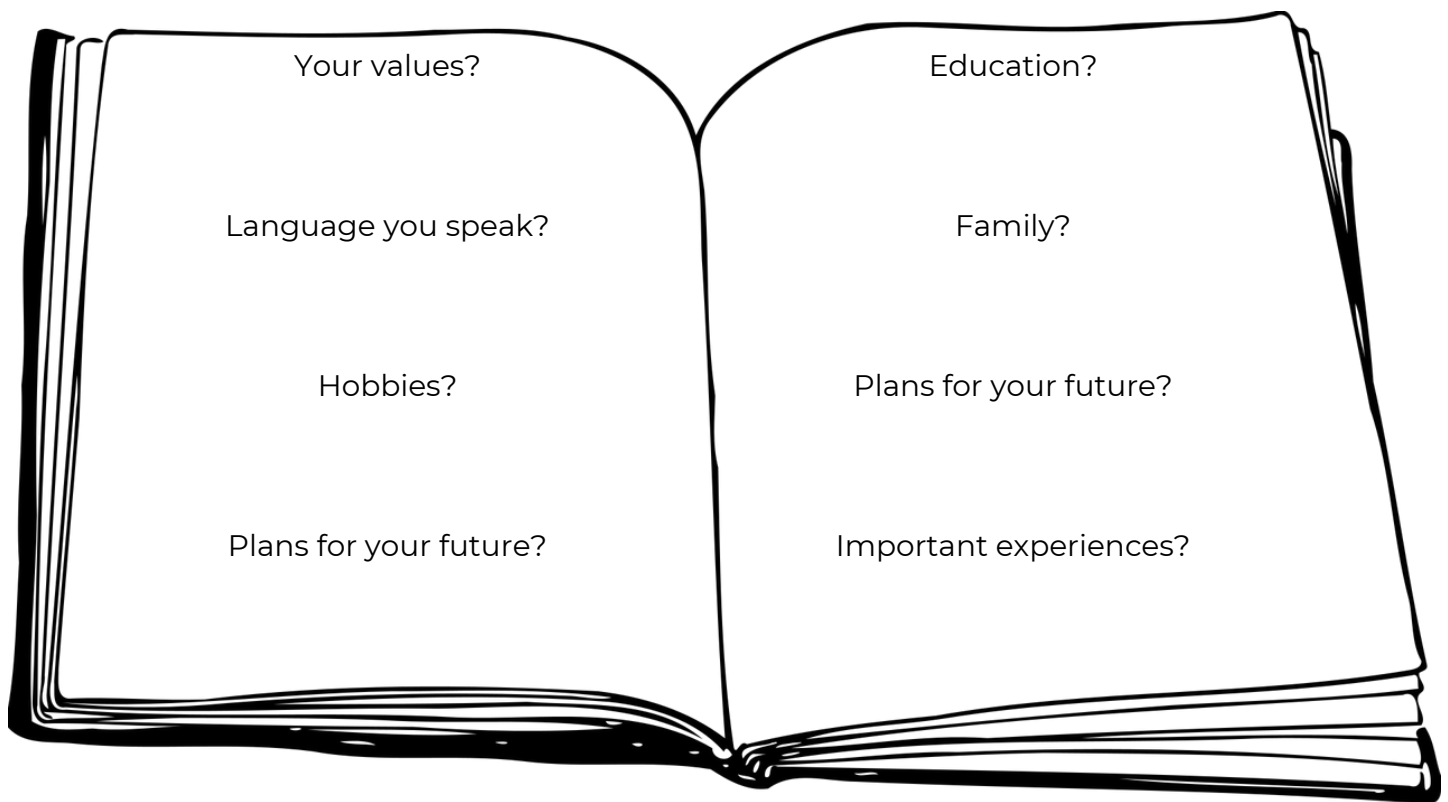 Your values?
Language you speak?
Hobbies?
Plans for your future?
Education?
Family?
Plans for your future?
Important experiences?